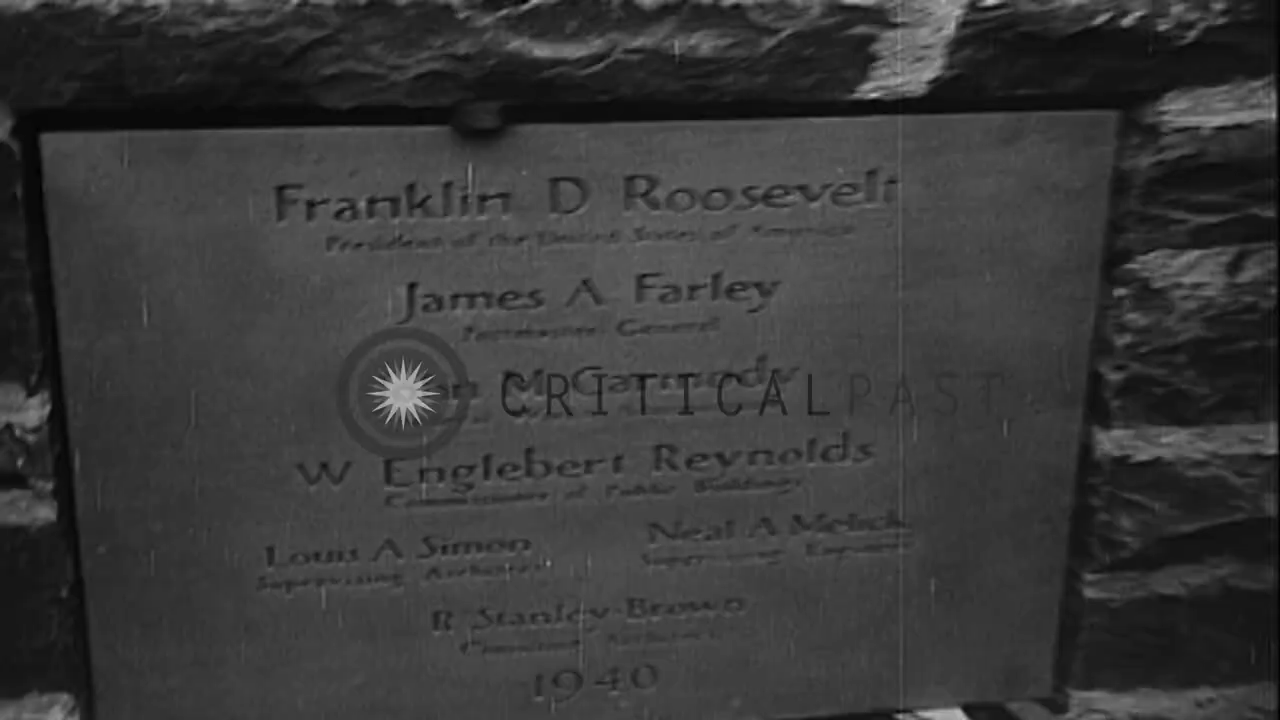 Franklin D Roosevelt
President of the United States of America
James A Farley
Postmaster General
CRITICALPAST
W Englebert Reynolds
Commissioner of Public Buildings
Louis A Simon Neal A Melick
Supervising Architect Supervising Engineer
R Stanley-Brown
1940